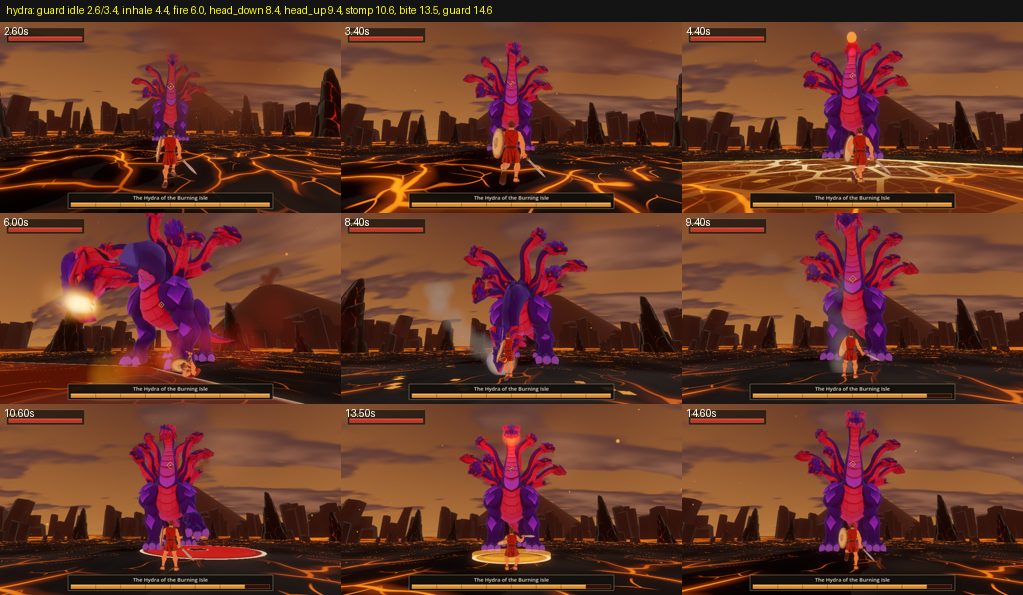 hydra: guard idle 2.6/3.4, inhale 4.4, fire 6.0, head_down 8.4, head_up 9.4, stomp 10.6, bite 13.5, guard 14.6
2.60s
3.40s
4.40s
The Hydra of the Burning Isle
The Hydra of the Burning Isle
The Hydra of the Burning Isle
6.00s
8.40s
9.40s
The Hydra of the Burning Isle
The Hydra of the Burning Isle
The Hydra of the Burning Isle
10.60s
13.50s
14.60s
The Hydra of the Burning Isle
The Hydra of the Burning Isle
The Hydra of the Burning Isle